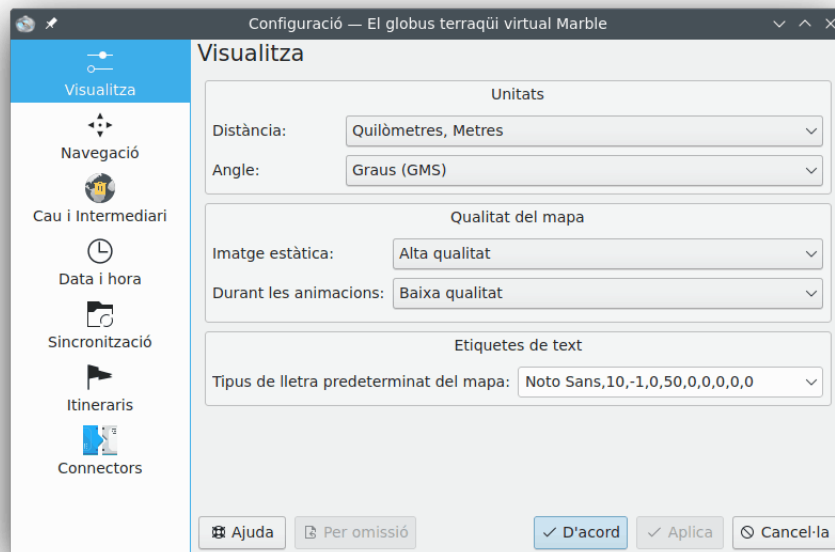 Configuració — El globus terraqüi virtual Marble
Visualitza
Navegació
Cau i Intermediari
Data i hora
Sincronització
Itineraris
Connectors
Visualitza
Unitats
Distància: Quilòmetres, Metres
Angle: Graus (GMS)
Qualitat del mapa
Imatge estàtica: Alta qualitat
Durant les animacions: Baixa qualitat
Etiquetes de text
Tipus de lletra predeterminat del mapa: Noto Sans,10,-1,0,50,0,0,0,0,0
Ajuda Per omissió D'acord Aplica Cancel·la